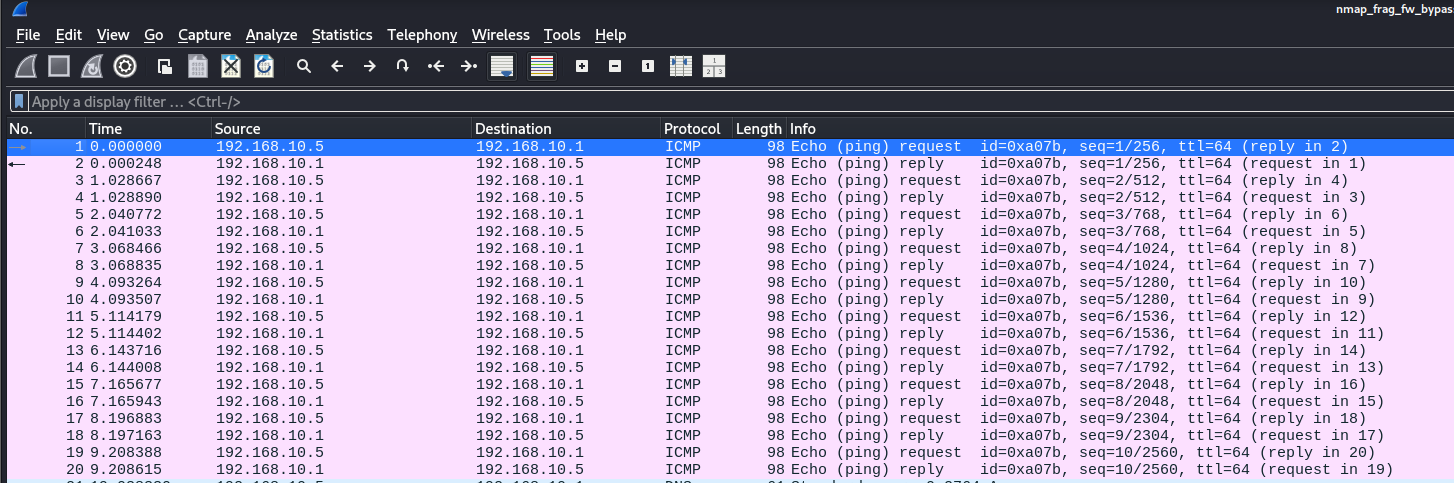 nmap_frag_fw_bypas
File Edit View Go Capture Analyze Statistics Telephony Wireless Tools Help
Apply a display filter … <Ctrl-/>
No. Time Source Destination Protocol Length Info
1 0.000000 192.168.10.5 192.168.10.1 ICMP 98 Echo (ping) request id=0xa07b, seq=1/256, ttl=64 (reply in 2)
2 0.000248 192.168.10.1 192.168.10.5 ICMP 98 Echo (ping) reply id=0xa07b, seq=1/256, ttl=64 (request in 1)
3 1.028667 192.168.10.5 192.168.10.1 ICMP 98 Echo (ping) request id=0xa07b, seq=2/512, ttl=64 (reply in 4)
4 1.028890 192.168.10.1 192.168.10.5 ICMP 98 Echo (ping) reply id=0xa07b, seq=2/512, ttl=64 (request in 3)
5 2.040772 192.168.10.5 192.168.10.1 ICMP 98 Echo (ping) request id=0xa07b, seq=3/768, ttl=64 (reply in 6)
6 2.041033 192.168.10.1 192.168.10.5 ICMP 98 Echo (ping) reply id=0xa07b, seq=3/768, ttl=64 (request in 5)
7 3.068466 192.168.10.5 192.168.10.1 ICMP 98 Echo (ping) request id=0xa07b, seq=4/1024, ttl=64 (reply in 8)
8 3.068835 192.168.10.1 192.168.10.5 ICMP 98 Echo (ping) reply id=0xa07b, seq=4/1024, ttl=64 (request in 7)
9 4.093264 192.168.10.5 192.168.10.1 ICMP 98 Echo (ping) request id=0xa07b, seq=5/1280, ttl=64 (reply in 10)
10 4.093507 192.168.10.1 192.168.10.5 ICMP 98 Echo (ping) reply id=0xa07b, seq=5/1280, ttl=64 (request in 9)
11 5.114179 192.168.10.5 192.168.10.1 ICMP 98 Echo (ping) request id=0xa07b, seq=6/1536, ttl=64 (reply in 12)
12 5.114402 192.168.10.1 192.168.10.5 ICMP 98 Echo (ping) reply id=0xa07b, seq=6/1536, ttl=64 (request in 11)
13 6.143716 192.168.10.5 192.168.10.1 ICMP 98 Echo (ping) request id=0xa07b, seq=7/1792, ttl=64 (reply in 14)
14 6.144008 192.168.10.1 192.168.10.5 ICMP 98 Echo (ping) reply id=0xa07b, seq=7/1792, ttl=64 (request in 13)
15 7.165677 192.168.10.5 192.168.10.1 ICMP 98 Echo (ping) request id=0xa07b, seq=8/2048, ttl=64 (reply in 16)
16 7.165943 192.168.10.1 192.168.10.5 ICMP 98 Echo (ping) reply id=0xa07b, seq=8/2048, ttl=64 (request in 15)
17 8.196883 192.168.10.5 192.168.10.1 ICMP 98 Echo (ping) request id=0xa07b, seq=9/2304, ttl=64 (reply in 18)
18 8.197163 192.168.10.1 192.168.10.5 ICMP 98 Echo (ping) reply id=0xa07b, seq=9/2304, ttl=64 (request in 17)
19 9.208388 192.168.10.5 192.168.10.1 ICMP 98 Echo (ping) request id=0xa07b, seq=10/2560, ttl=64 (reply in 20)
20 9.208615 192.168.10.1 192.168.10.5 ICMP 98 Echo (ping) reply id=0xa07b, seq=10/2560, ttl=64 (request in 19)